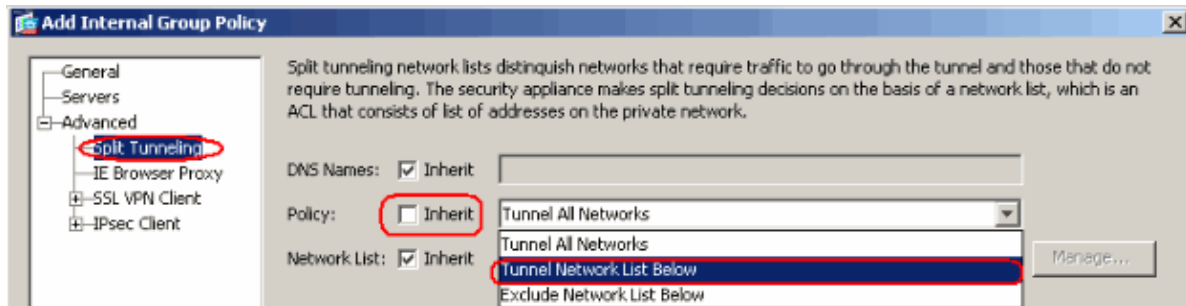 Add Internal Group Policy
General
Servers
Advanced
Split Tunneling
IE Browser Proxy
SSL VPN Client
IPsec Client
Split tunneling network lists distinguish networks that require traffic to go through the tunnel and those that do not
require tunneling. The security appliance makes split tunneling decisions on the basis of a network list, which is an
ACL that consists of list of addresses on the private network.
DNS Names: Inherit
Policy: Inherit Tunnel All Networks
Tunnel All Networks
Network List: Inherit Tunnel Network List Below Manage...
Exclude Network List Below